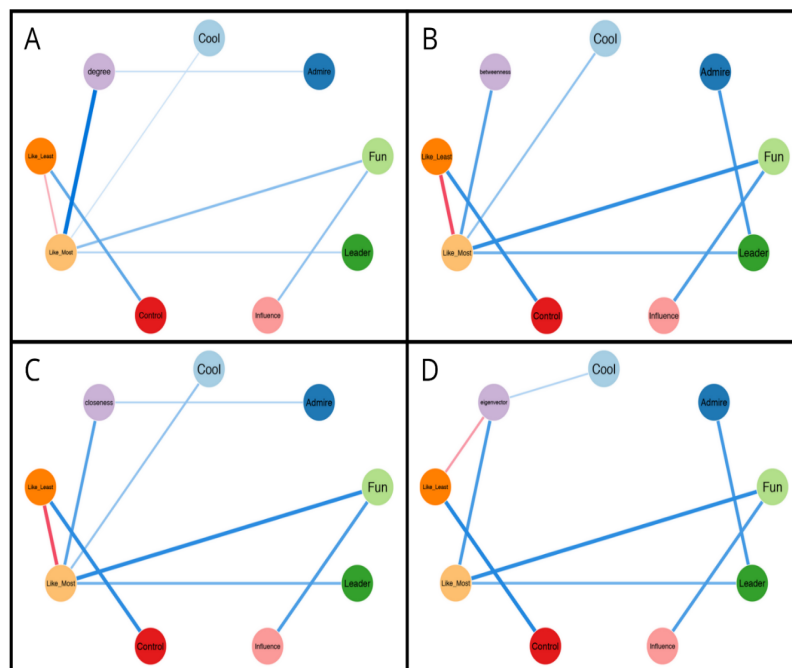 A
Cool
degree
Admire
Like_Least
Fun
Like_Most
Leader
Control
Influence
B
Cool
betweenness
Admire
Like_Least
Fun
Like_Most
Leader
Control
Influence
C
Cool
closeness
Admire
Like_Least
Fun
Like_Most
Leader
Control
Influence
D
Cool
eigenvector
Admire
Like_Least
Fun
Like_Most
Leader
Control
Influence